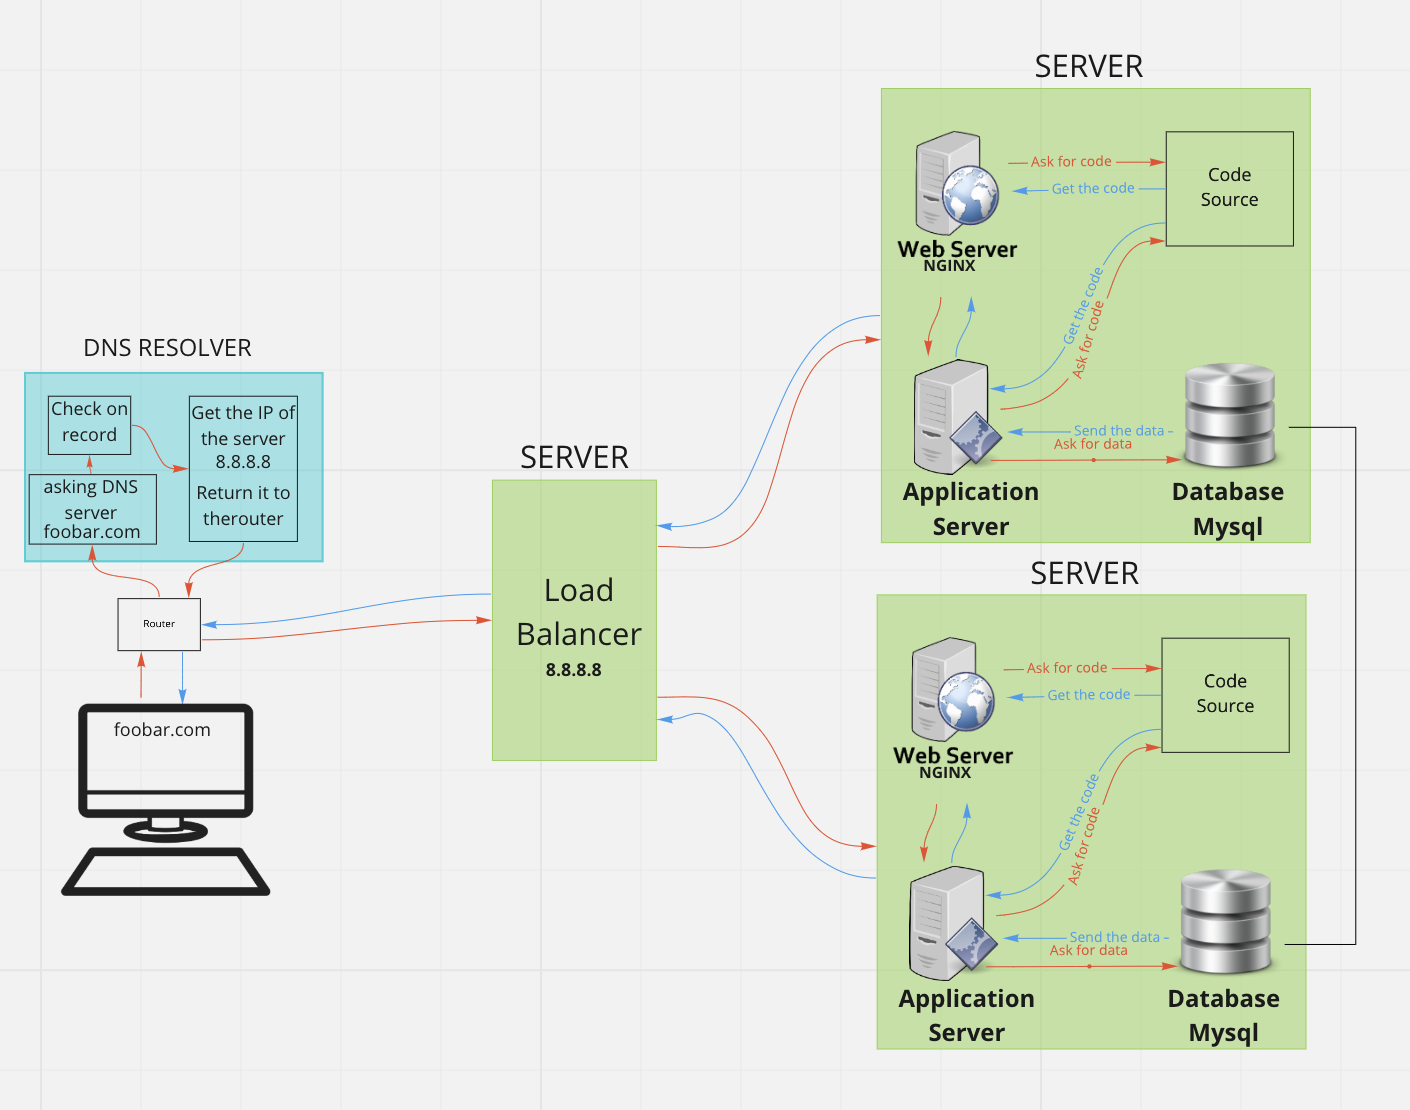 DNS RESOLVER
Check on
record
asking DNS
server
foobar.com
Get the IP of
the server
8.8.8.8
Return it to
therouter
Router
foobar.com
SERVER
Load
Balancer
8.8.8.8
SERVER
Web Server
NGINX
Ask for code
Get the code
Code
Source
Get the code
Ask for code
Send the data
Ask for data
Application
Server
Database
Mysql
SERVER
Web Server
NGINX
Ask for code
Get the code
Code
Source
Get the code
Ask for code
Send the data
Ask for data
Application
Server
Database
Mysql